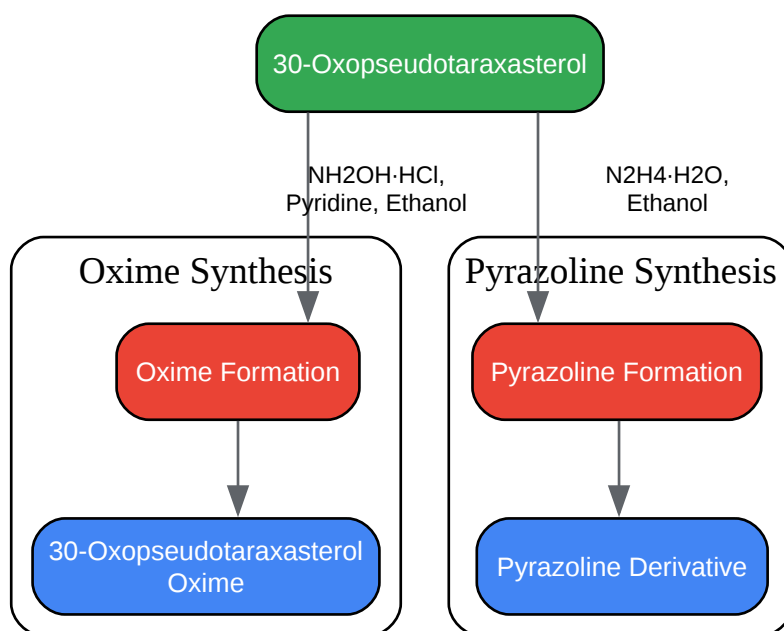 30-Oxopseudotaraxasterol
NH2OH·HCl,
Pyridine, Ethanol
N2H4·H2O,
Ethanol
Oxime Synthesis
Pyrazoline Synthesis
Oxime Formation
Pyrazoline Formation
30-Oxopseudotaraxasterol
Oxime
Pyrazoline Derivative